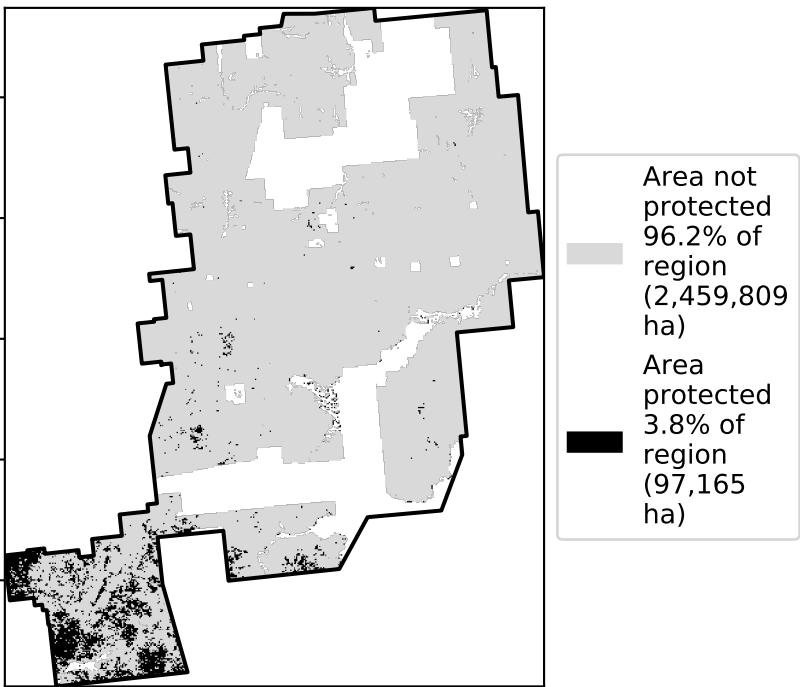 Area not
protected
96.2% of
region
(2,459,809
ha)
Area
protected
3.8% of
region
(97,165
ha)